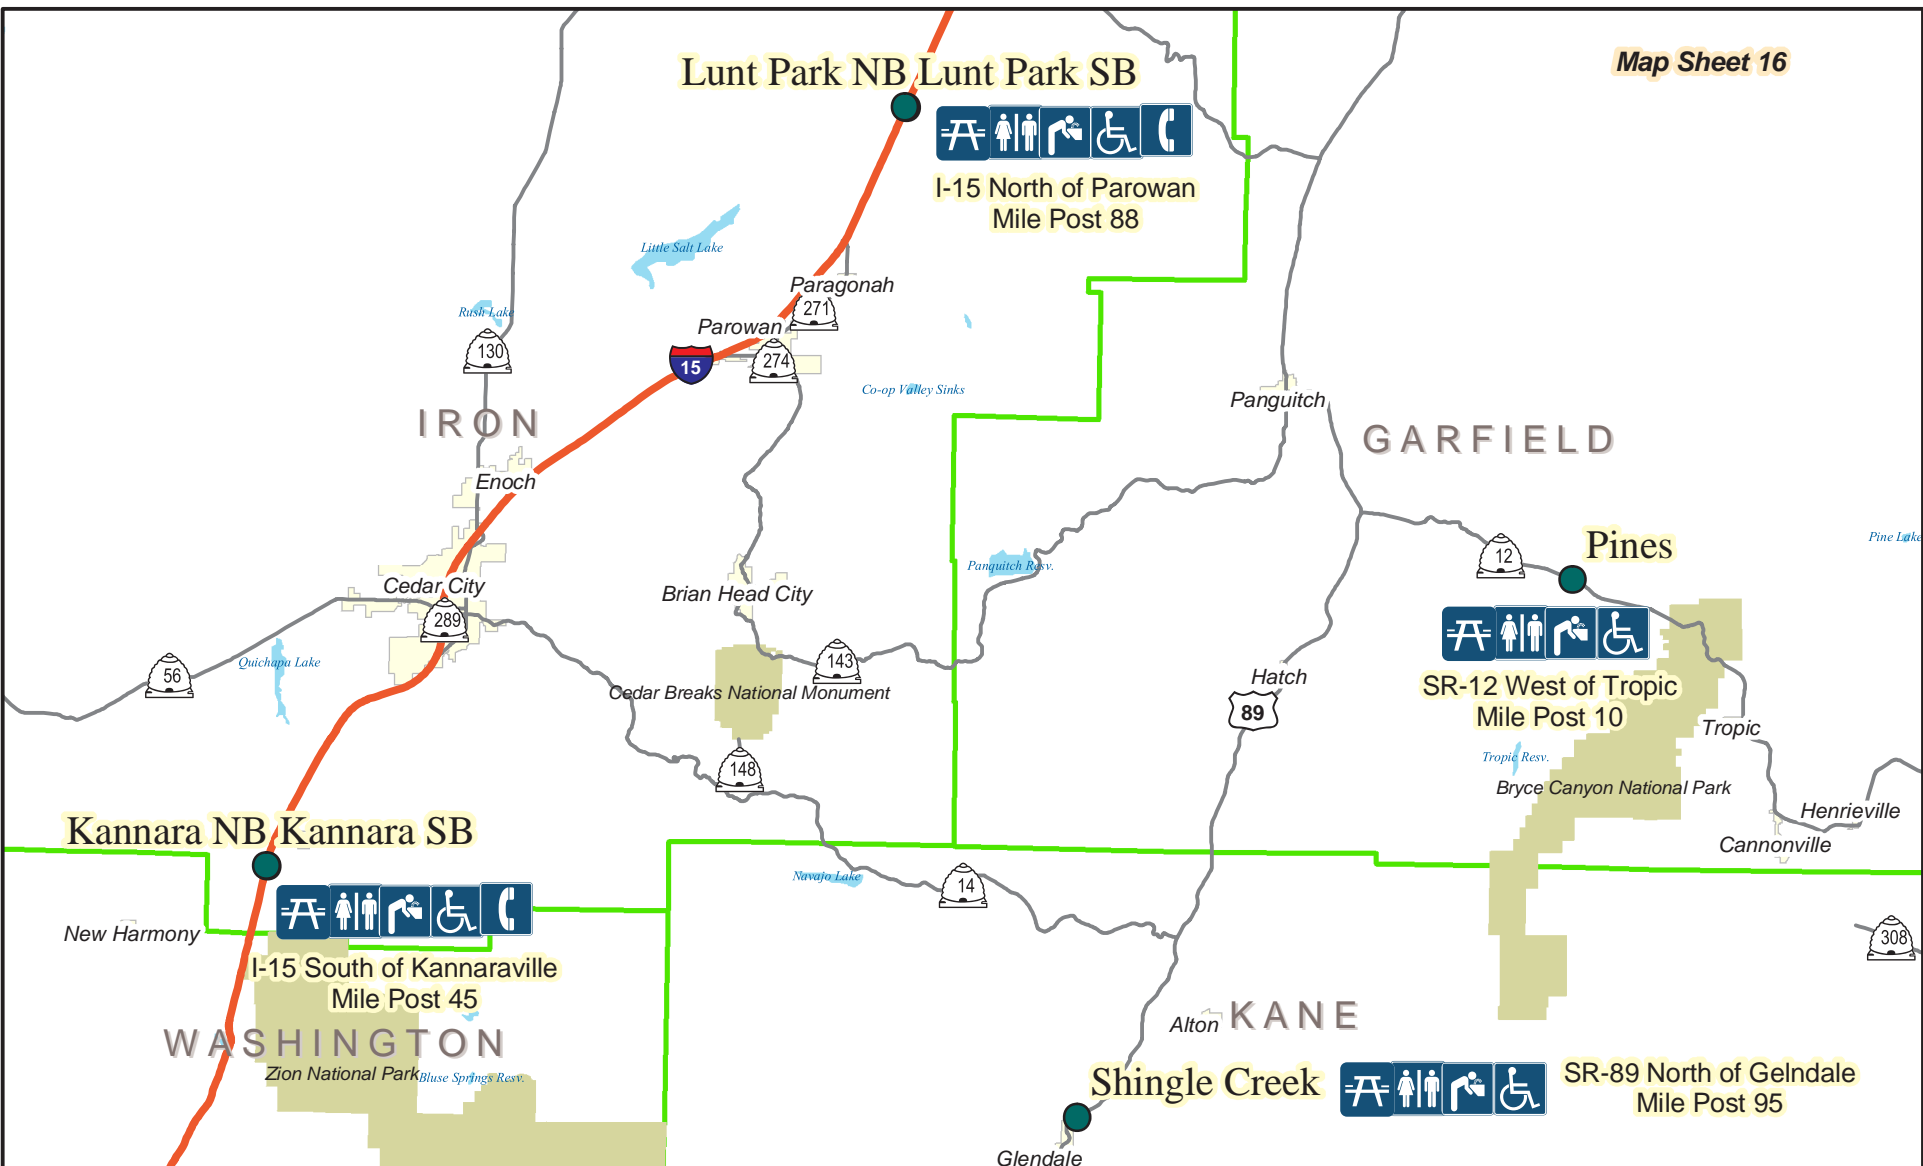 Map Sheet 16
Lunt Park NB Lunt Park SB
I-15 North of Parowan
Mile Post 88
Little Salt Lake
Paragonah
271
Rush Lake
Parowan
130
15
274
Co-op Valley Sinks
Panguitch
IRON
GARFIELD
Enoch
Pines
12
Pine Lake
Panquitch Resv.
Cedar City
Brian Head City
289
143
56
Quichapa Lake
Hatch
SR-12 West of Tropic
Mile Post 10
Cedar Breaks National Monument
89
Tropic
Tropic Resv.
148
Bryce Canyon National Park
Henrieville
Cannonville
Kannara NB Kannara SB
Navajo Lake
14
New Harmony
308
I-15 South of Kannaraville
Mile Post 45
Alton
KANE
WASHINGTON
Zion National Park
Bluse Springs Resv.
Shingle Creek
SR-89 North of Gelndale
Mile Post 95
Glendale